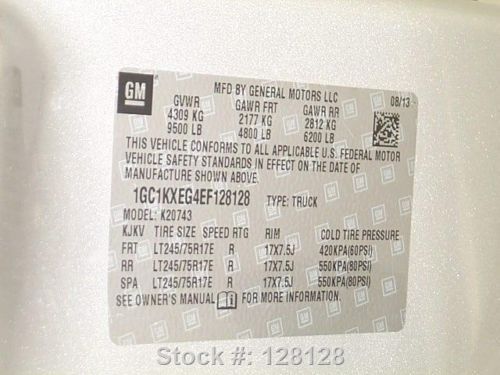 GM
MFD BY GENERAL MOTORS LLC
08/13
GVWR GAWR FRT GAWR RR
4309 KG 2177 KG 2812 KG
9500 LB 4800 LB 6200 LB
THIS VEHICLE CONFORMS TO ALL APPLICABLE U.S. FEDERAL MOTOR
VEHICLE SAFETY STANDARDS IN EFFECT ON THE DATE OF
MANUFACTURE SHOWN ABOVE.
1GC1KXEG4EF128128 TYPE: TRUCK
MODEL: K20743
KJKV TIRE SIZE SPEED RTG RIM COLD TIRE PRESSURE
FRT LT245/75R17E R 17X7.5J 420KPA(60PSI)
RR LT245/75R17E R 17X7.5J 550KPA(80PSI)
SPA LT245/75R17E R 17X7.5J 550KPA(80PSI)
SEE OWNER'S MANUAL FOR MORE INFORMATION.
Stock #: 128128